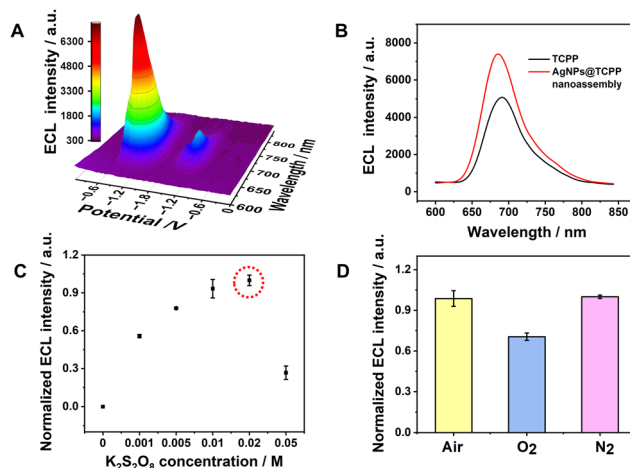 A
ECL intensity / a.u.
6300
4800
3300
1800
300
−0.6
−1.2
−1.8
−1.2
−0.6
0
Potential /V
600
650
700
750
800
Wavelength / nm
B
ECL intensity / a.u.
8000
6000
4000
2000
0
TCPP
AgNPs@TCPP
nanoassembly
600 650 700 750 800 850
Wavelength / nm
C
Normalized ECL intensity / a.u.
1.2
0.9
0.6
0.3
0.0
0 0.001 0.005 0.01 0.02 0.05
K2S2O8 concentration / M
D
Normalized ECL intensity / a.u.
1.2
0.9
0.6
0.3
0.0
Air O2 N2